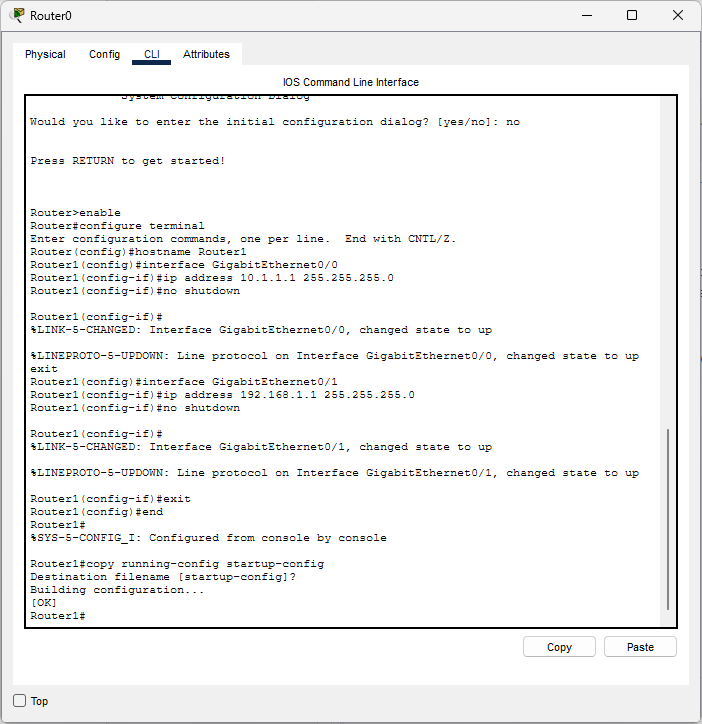 Router0
Physical Config CLI Attributes
IOS Command Line Interface
System Configuration Dialog
Would you like to enter the initial configuration dialog? [yes/no]: no
Press RETURN to get started!
Router>enable
Router#configure terminal
Enter configuration commands, one per line.  End with CNTL/Z.
Router(config)#hostname Router1
Router1(config)#interface GigabitEthernet0/0
Router1(config-if)#ip address 10.1.1.1 255.255.255.0
Router1(config-if)#no shutdown
Router1(config-if)#
%LINK-5-CHANGED: Interface GigabitEthernet0/0, changed state to up
%LINEPROTO-5-UPDOWN: Line protocol on Interface GigabitEthernet0/0, changed state to up
exit
Router1(config)#interface GigabitEthernet0/1
Router1(config-if)#ip address 192.168.1.1 255.255.255.0
Router1(config-if)#no shutdown
Router1(config-if)#
%LINK-5-CHANGED: Interface GigabitEthernet0/1, changed state to up
%LINEPROTO-5-UPDOWN: Line protocol on Interface GigabitEthernet0/1, changed state to up
Router1(config-if)#exit
Router1(config)#end
Router1#
%SYS-5-CONFIG_I: Configured from console by console
Router1#copy running-config startup-config
Destination filename [startup-config]?
Building configuration...
[OK]
Router1#
Copy Paste
Top